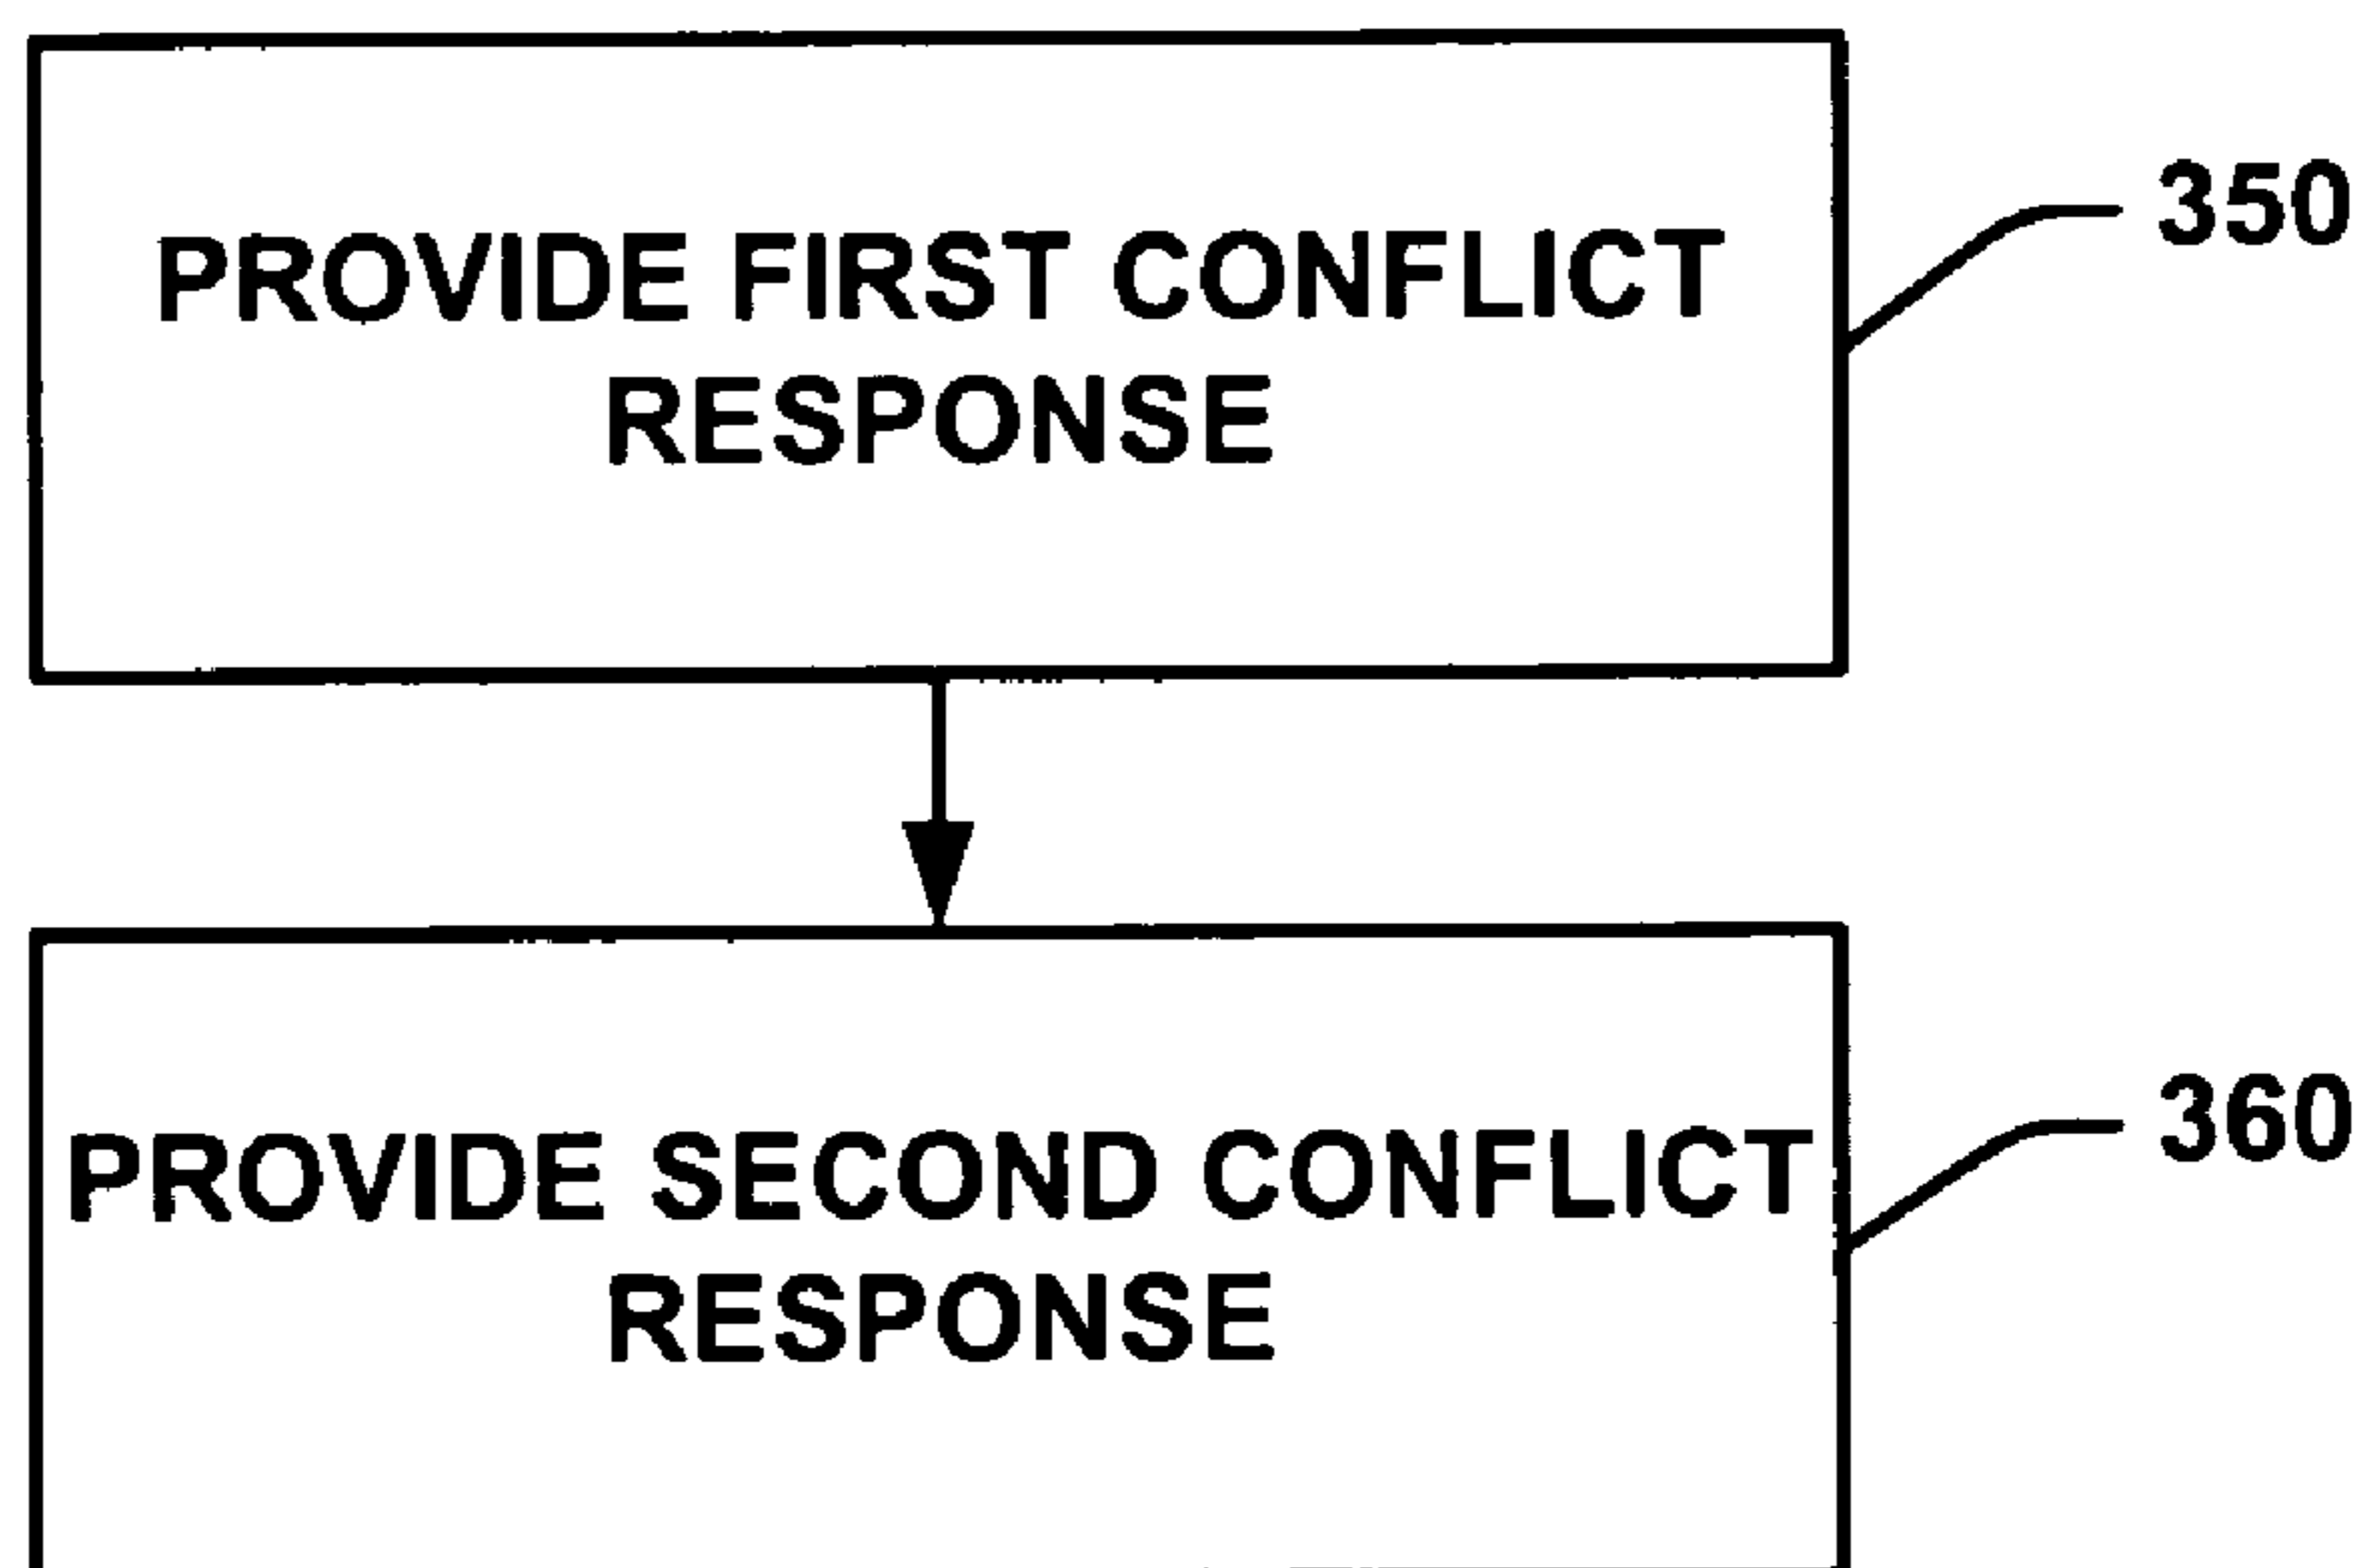 PROVIDE FIRST CONFLICT
RESPONSE
350
PROVIDE SECOND CONFLICT
RESPONSE
360